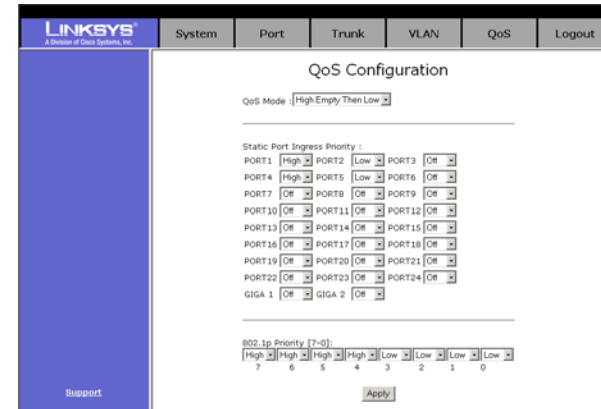 LINKSYS®
A Division of Cisco Systems, Inc.
System Port Trunk VLAN QoS Logout
QoS Configuration
QoS Mode : High Empty Then Low
Static Port Ingress Priority :
PORT1 High PORT2 Low PORT3 Off
PORT4 High PORT5 Low PORT6 Off
PORT7 Off PORT8 Off PORT9 Off
PORT10 Off PORT11 Off PORT12 Off
PORT13 Off PORT14 Off PORT15 Off
PORT16 Off PORT17 Off PORT18 Off
PORT19 Off PORT20 Off PORT21 Off
PORT22 Off PORT23 Off PORT24 Off
GIGA 1 Off GIGA 2 Off
802.1p Priority [7-0]:
High High High High Low Low Low Low
7 6 5 4 3 2 1 0
Apply
Support